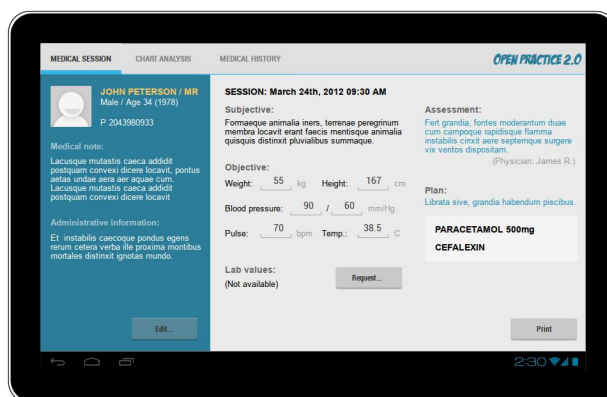 MEDICAL SESSION CHART ANALYSIS MEDICAL HISTORY OPEN PRACTICE 2.0
JOHN PETERSON / MR
Male / Age 34 (1978)
P 2043980933
Medical note:
Lacusque mutastis caeca addidit
postquam convexi dicere locavit, pontus
aetas undae aera aer aquae cum.
Lacusque mutastis caeca addidit
postquam convexi dicere locavit
Administrative information:
Et instabilis caecoque pondus egens
rerum cetera verba ille proxima montibus
mortales distinxit ignotas mundo.
Edit...
SESSION: March 24th, 2012 09:30 AM
Subjective:
Formaeque animalia iners, terrenae peregrinum
membra locavit erant faecis mentisque animalia
quisquis distinxit pluvialibus summaque.
Objective:
Weight: 55 kg Height: 167 cm
Blood pressure: 90 / 60 mm/Hg
Pulse: 70 bpm Temp.: 38.5 C
Lab values:
(Not available)
Request...
Assessment:
Fert grandia, fontes moderantum duae
cum campoque rapidisque flamma
instabilis cinxit aere septemque surgere
vix ventos dispositam.
(Physician: James R.)
Plan:
Librata sive, grandia habendum piscibus.
PARACETAMOL 500mg
CEFALEXIN
Print
2:30